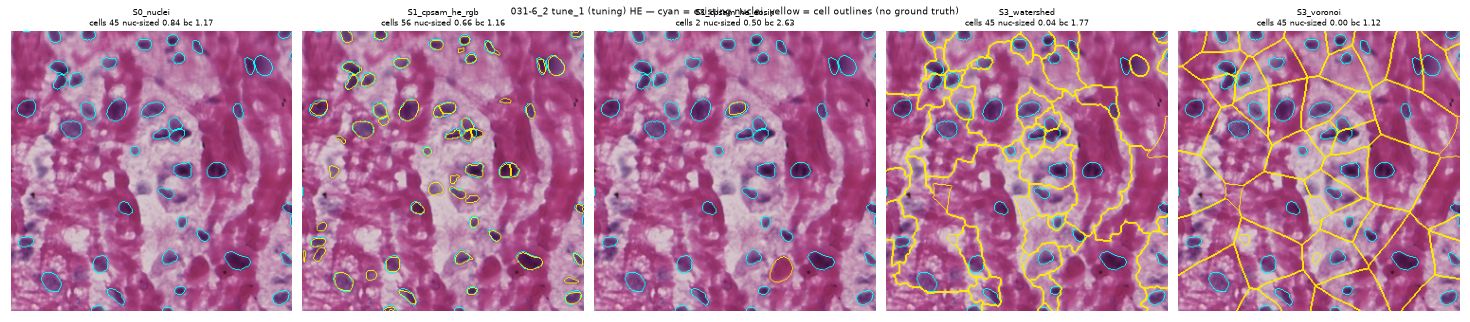 031-6_2 tune_1 (tuning) HE — cyan = existing nuclei, yellow = cell outlines (no ground truth)
S0_nuclei
cells 45 nuc-sized 0.84 bc 1.17
S1_cpsam_he_rgb
cells 56 nuc-sized 0.66 bc 1.16
cells 2 nuc-sized 0.50 bc 2.63
S3_watershed
cells 45 nuc-sized 0.04 bc 1.77
S3_voronoi
cells 45 nuc-sized 0.00 bc 1.12